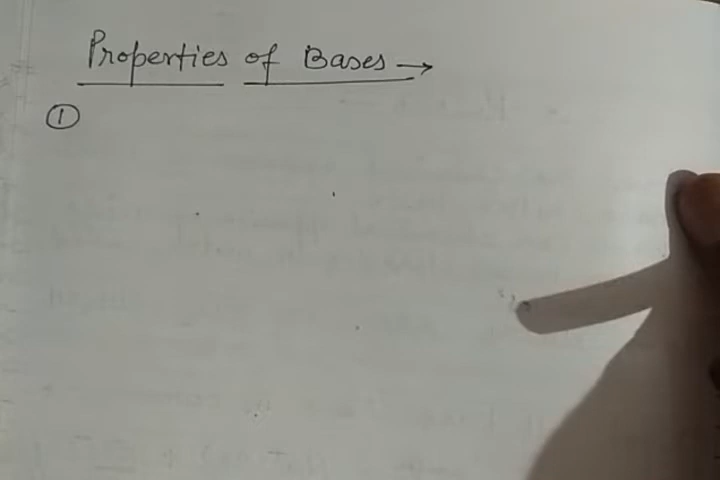 Properties of Bases →
①